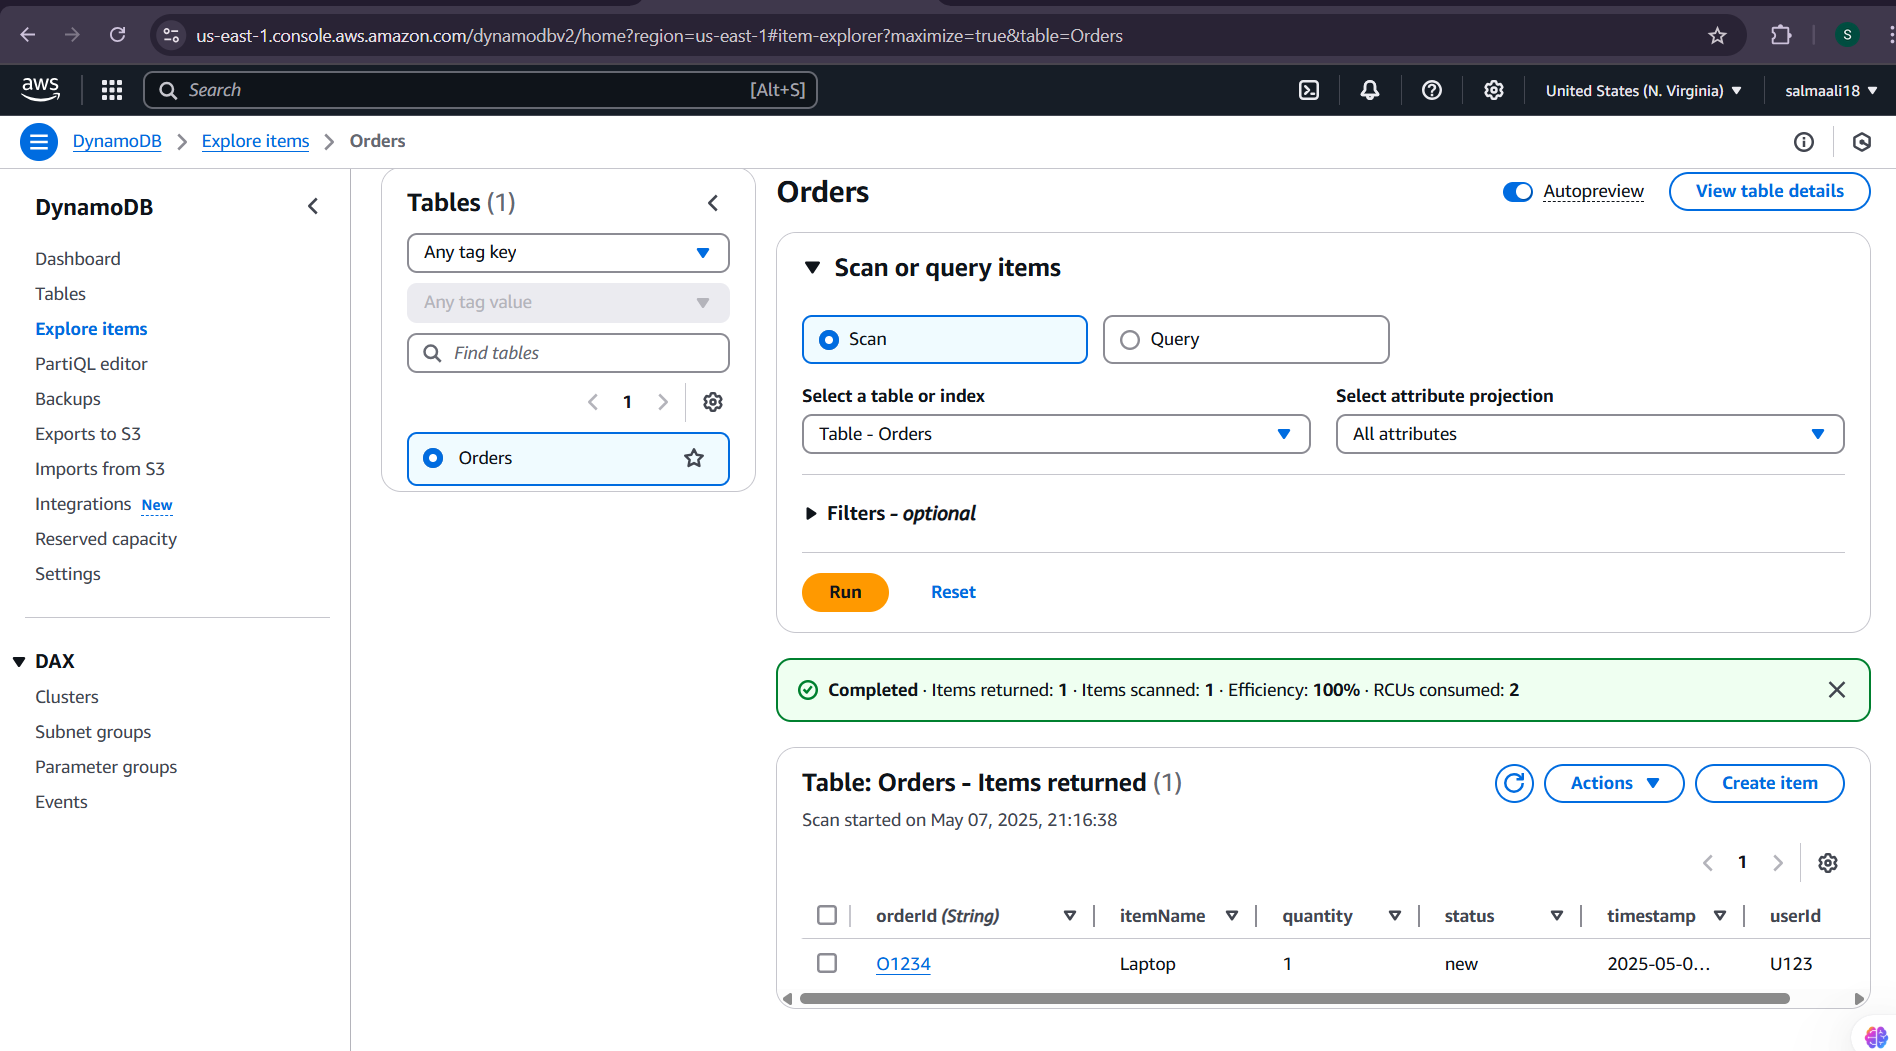 us-east-1.console.aws.amazon.com/dynamodbv2/home?region=us-east-1#item-explorer?maximize=true&table=Orders
S
aws
Search
[Alt+S]
United States (N. Virginia)
salmaali18
DynamoDB
Explore items
Orders
DynamoDB
Dashboard
Tables
Explore items
PartiQL editor
Backups
Exports to S3
Imports from S3
Integrations New
Reserved capacity
Settings
DAX
Clusters
Subnet groups
Parameter groups
Events
Tables (1)
Any tag key
Any tag value
Find tables
1
Orders
Orders
Autopreview
View table details
Scan or query items
Scan
Query
Select a table or index
Table - Orders
Select attribute projection
All attributes
Filters - optional
Run
Reset
Completed · Items returned: 1 · Items scanned: 1 · Efficiency: 100% · RCUs consumed: 2
Table: Orders - Items returned (1)
Actions
Create item
Scan started on May 07, 2025, 21:16:38
1
orderId (String) itemName quantity status timestamp userId
O1234 Laptop 1 new 2025-05-0... U123